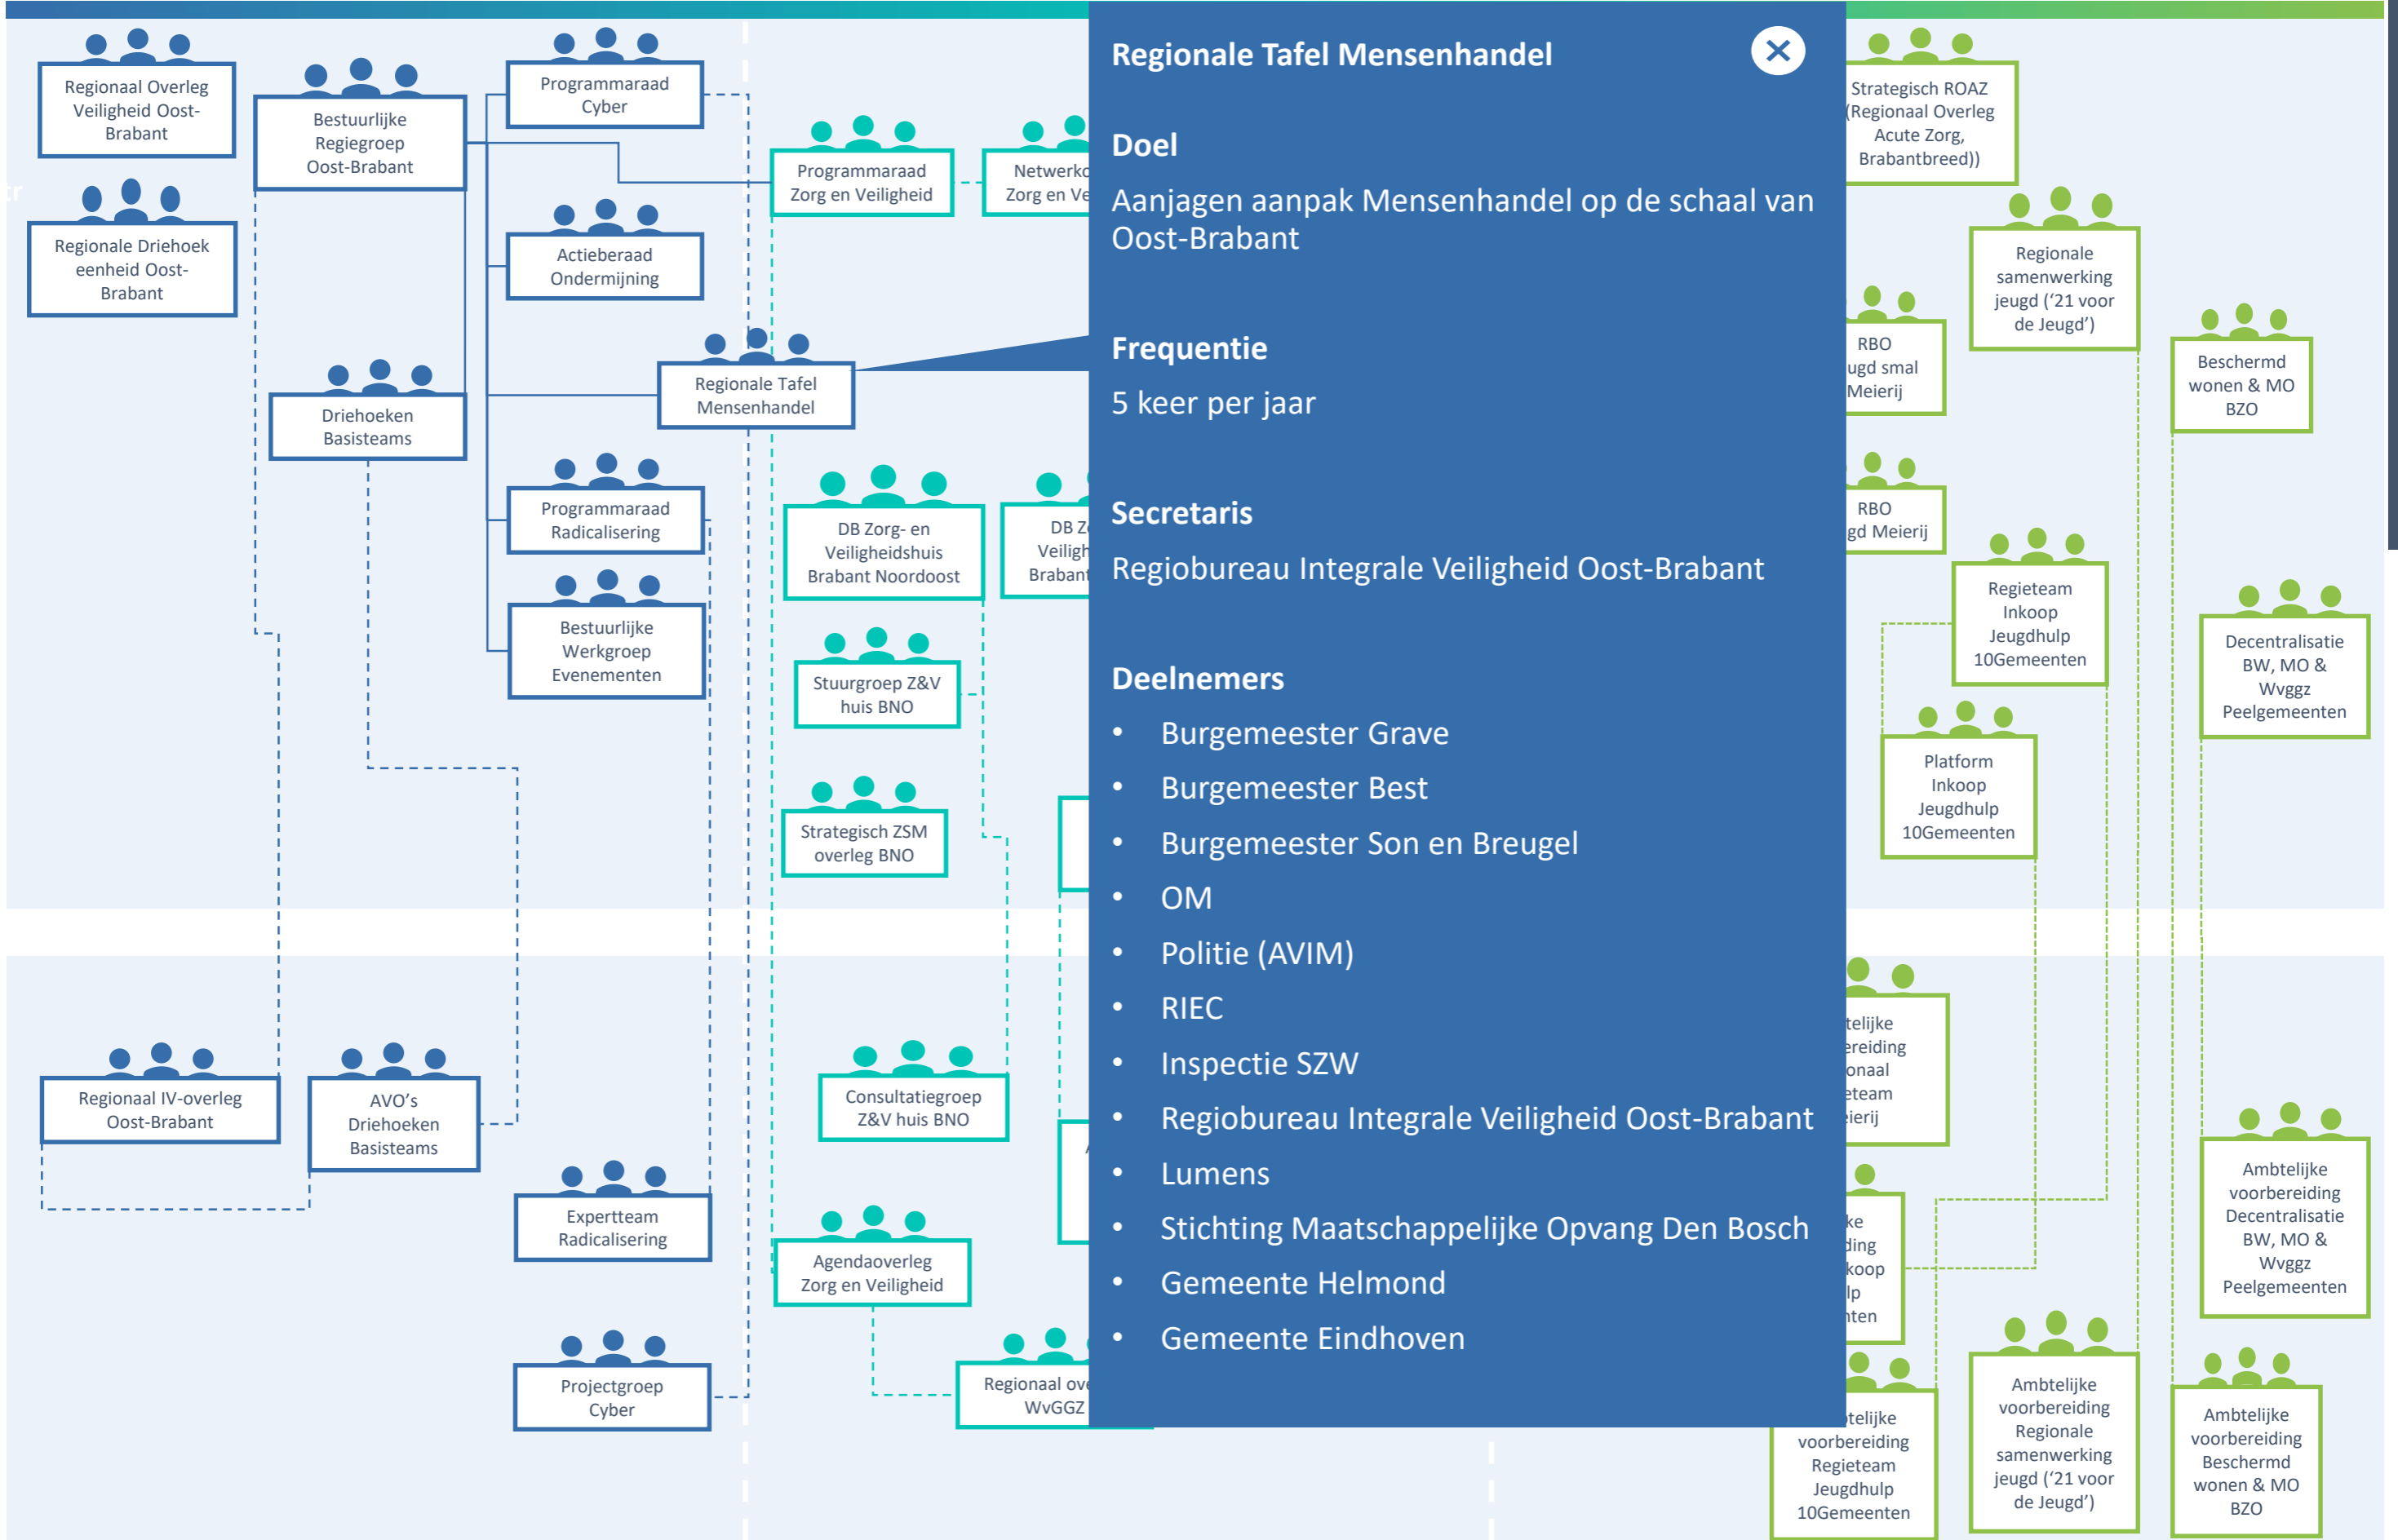 Regionaal Overleg
Veiligheid Oost-
Brabant
Bestuurlijke
Regiegroep
Oost-Brabant
Programmaraad
Cyber
Regionale Driehoek
eenheid Oost-
Brabant
Actieberaad
Ondermijning
Driehoeken
Basisteams
Regionale Tafel
Mensenhandel
Programmaraad
Radicalisering
Bestuurlijke
Werkgroep
Evenementen
Regionaal IV-overleg
Oost-Brabant
AVO's
Driehoeken
Basisteams
Expertteam
Radicalisering
Projectgroep
Cyber
Programmaraad
Zorg en Veiligheid
Zorg en
DB Zorg- en
Veiligheidshuis
Brabant Noordoost
DB
Brabant
Stuurgroep Z&V
huis BNO
Strategisch ZSM
overleg BNO
Consultatiegroep
Z&V huis BNO
Agendaoverleg
Zorg en Veiligheid
Regionaal
WvGGZ
Regionale Tafel Mensenhandel
Doel
Aanjagen aanpak Mensenhandel op de schaal van
Oost-Brabant
Frequentie
5 keer per jaar
Secretaris
Regiobureau Integrale Veiligheid Oost-Brabant
Deelnemers
• Burgemeester Grave
• Burgemeester Best
• Burgemeester Son en Breugel
• OM
• Politie (AVIM)
• RIEC
• Inspectie SZW
• Regiobureau Integrale Veiligheid Oost-Brabant
• Lumens
• Stichting Maatschappelijke Opvang Den Bosch
• Gemeente Helmond
• Gemeente Eindhoven
Strategisch ROAZ
(Regionaal Overleg
Acute Zorg,
Brabantbreed))
Regionale
samenwerking
jeugd ('21 voor
de Jeugd')
RBO
smal
Meierij
Beschermd
wonen & MO
BZO
RBO
Meierij
Regieteam
Inkoop
Jeugdhulp
10Gemeenten
Decentralisatie
BW, MO &
Wvggz
Peelgemeenten
Platform
Inkoop
Jeugdhulp
10Gemeenten
Ambtelijke
voorbereiding
Decentralisatie
BW, MO &
Wvggz
Peelgemeenten
voorbereiding
Regieteam
Jeugdhulp
10Gemeenten
Ambtelijke
voorbereiding
Regionale
samenwerking
jeugd ('21 voor
de Jeugd')
Ambtelijke
voorbereiding
Beschermd
wonen & MO
BZO